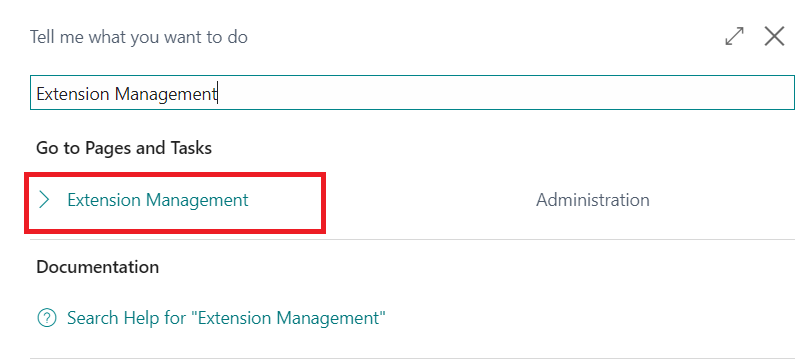 Tell me what you want to do
Extension Management
Go to Pages and Tasks
Extension Management Administration
Documentation
Search Help for "Extension Management"